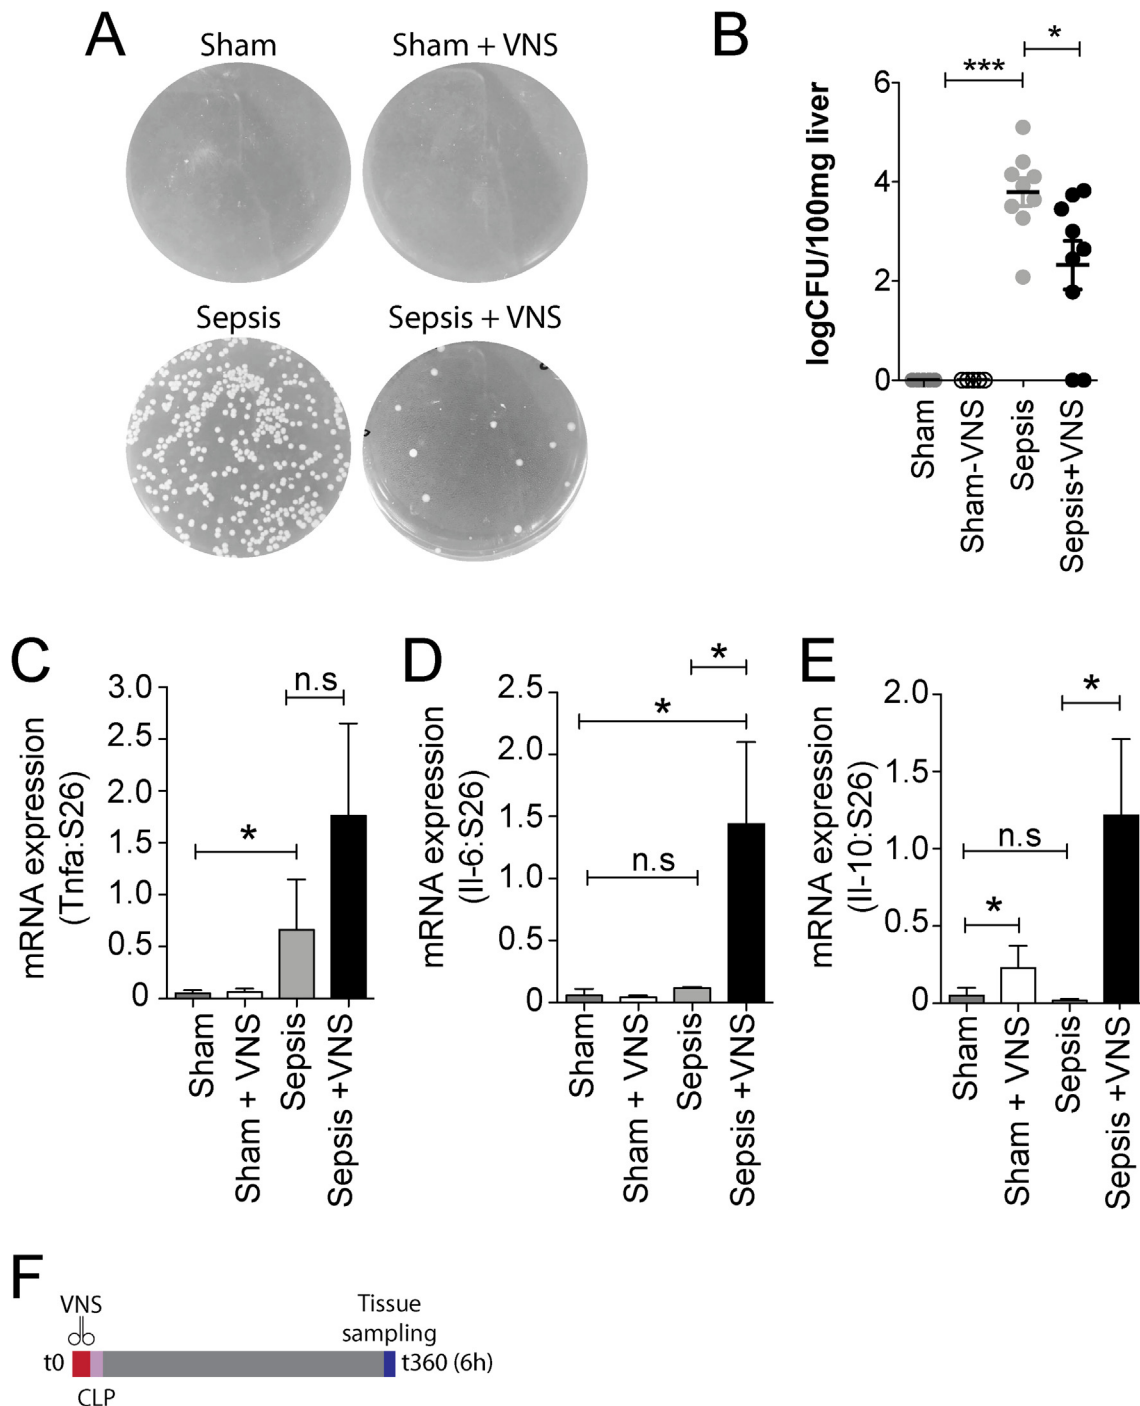 A
Sham
Sham + VNS
Sepsis
Sepsis + VNS
B
logCFU/100mg liver
6
4
2
0
***
*
Sham
Sham-VNS
Sepsis
Sepsis+VNS
C
mRNA expression
(Tnfa:S26)
3.0
2.5
2.0
1.5
1.0
0.5
0
*
n.s
Sham
Sham + VNS
Sepsis
Sepsis +VNS
D
mRNA expression
(Il-6:S26)
2.5
2.0
1.5
1.0
0.5
0
*
*
n.s
Sham
Sham + VNS
Sepsis
Sepsis +VNS
E
mRNA expression
(Il-10:S26)
2.0
1.5
1.0
0.5
0
*
n.s
*
Sham
Sham + VNS
Sepsis
Sepsis +VNS
F
VNS
Tissue
sampling
t0
t360 (6h)
CLP